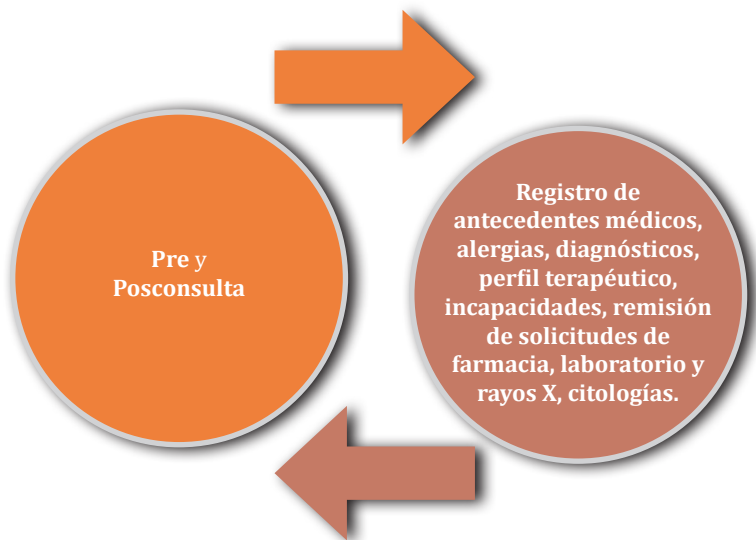 Pre y
Posconsulta
Registro de
antecedentes médicos,
alergias, diagnósticos,
perfil terapéutico,
incapacidades, remisión
de solicitudes de
farmacia, laboratorio y
rayos X, citologías.